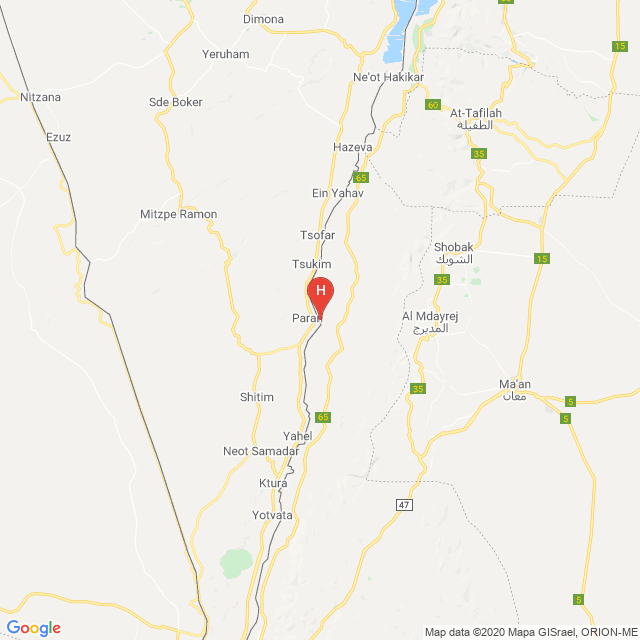 Dimona
15
Yeruham
Ne'ot Hakikar
Nitzana
Sde Boker
60
At-Tafilah
الطفيلة
Ezuz
Hazeva
35
65
Ein Yahav
Mitzpe Ramon
Tsofar
Shobak
الشوبك
15
Tsukim
35
H
Paran
Al Mdayrej
المديرج
Ma'an
معان
35
5
Shitim
65
5
Yahel
Neot Samadar
Ktura
47
Yotvata
5
Google
Map data ©2020 Mapa GISrael, ORION-ME